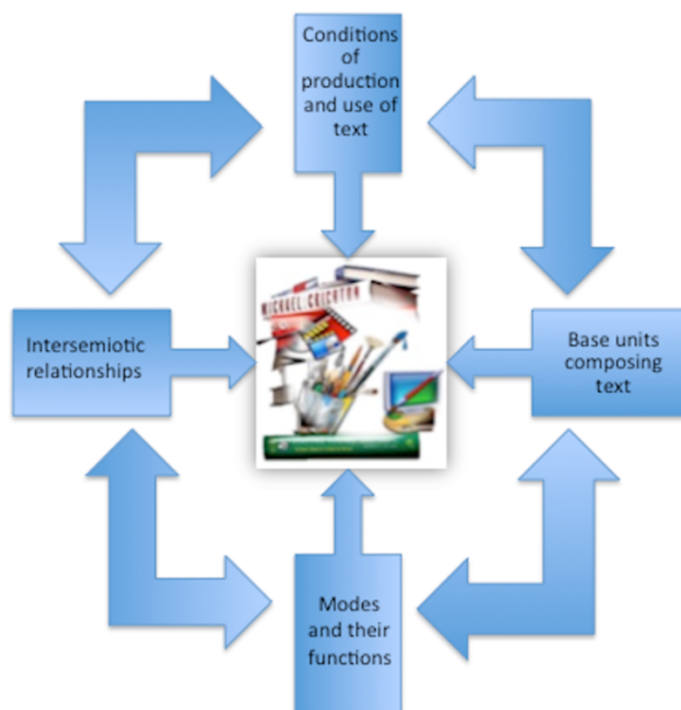 Conditions
of
production
and use of
text
MICHAEL CRICHTON
Intersemiotic
relationships
Base units
composing
text
Modes
and their
functions